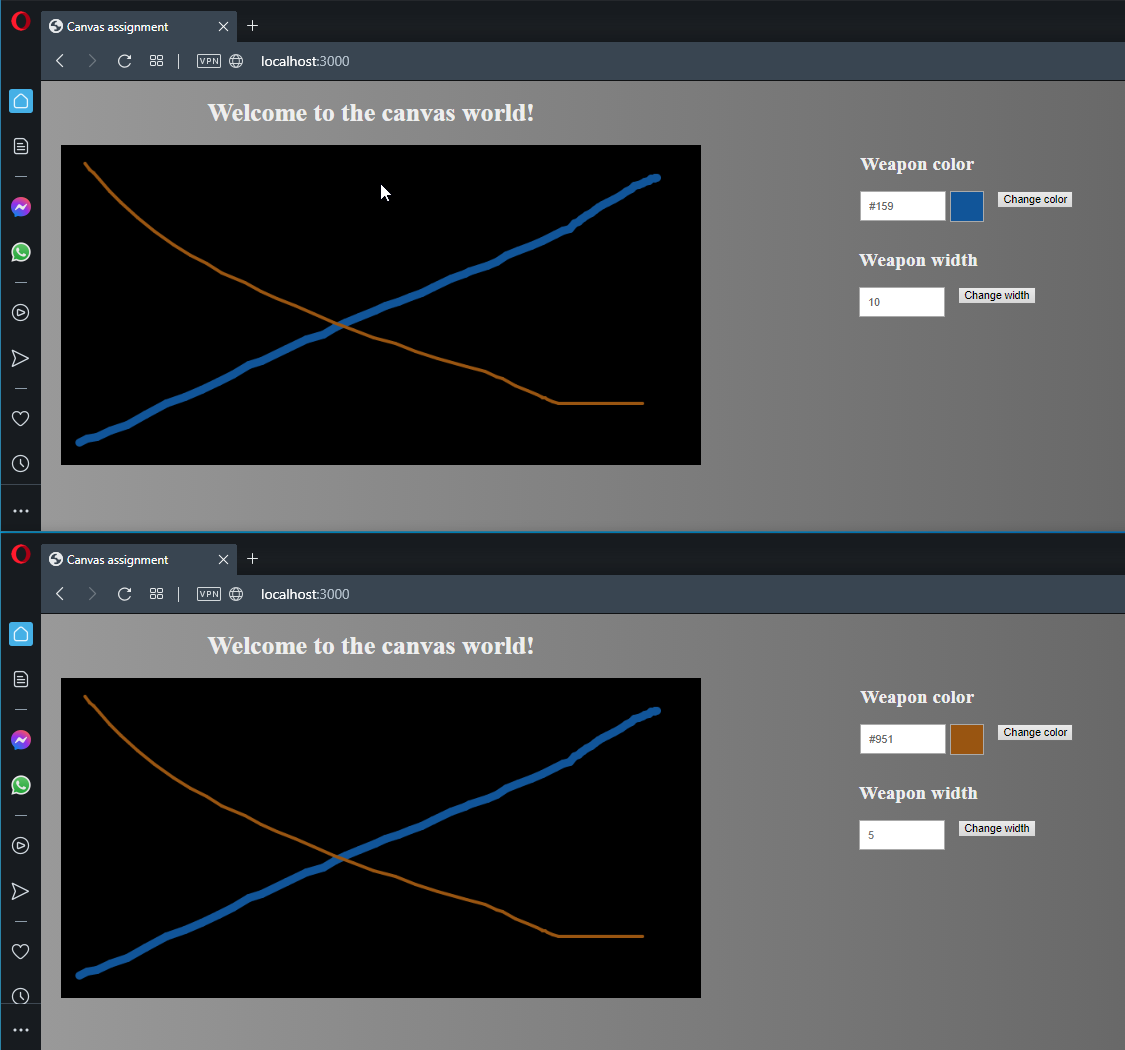 Canvas assignment
VPN localhost:3000
Welcome to the canvas world!
Weapon color
#159 Change color
Weapon width
10 Change width
Canvas assignment
VPN localhost:3000
Welcome to the canvas world!
Weapon color
#951 Change color
Weapon width
5 Change width